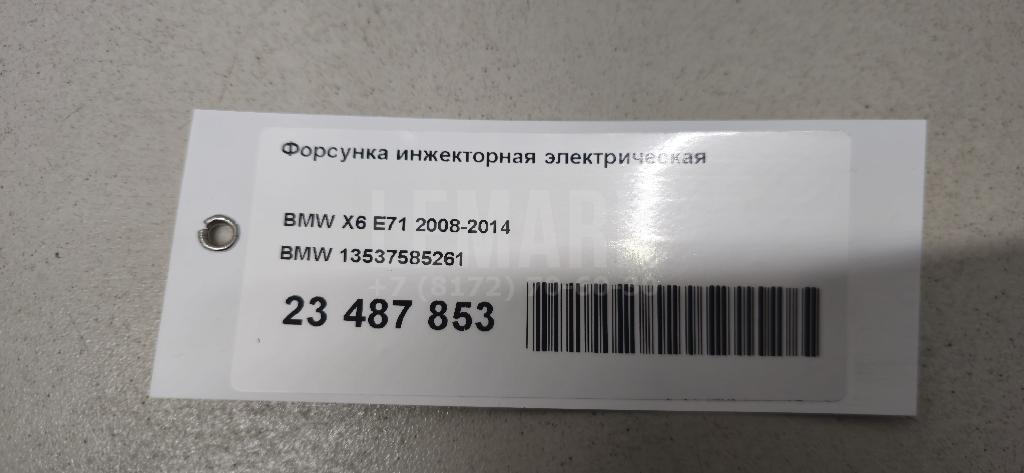 Форсунка инжекторная электрическая
BMW X6 E71 2008-2014
BMW 13537585261
23 487 853